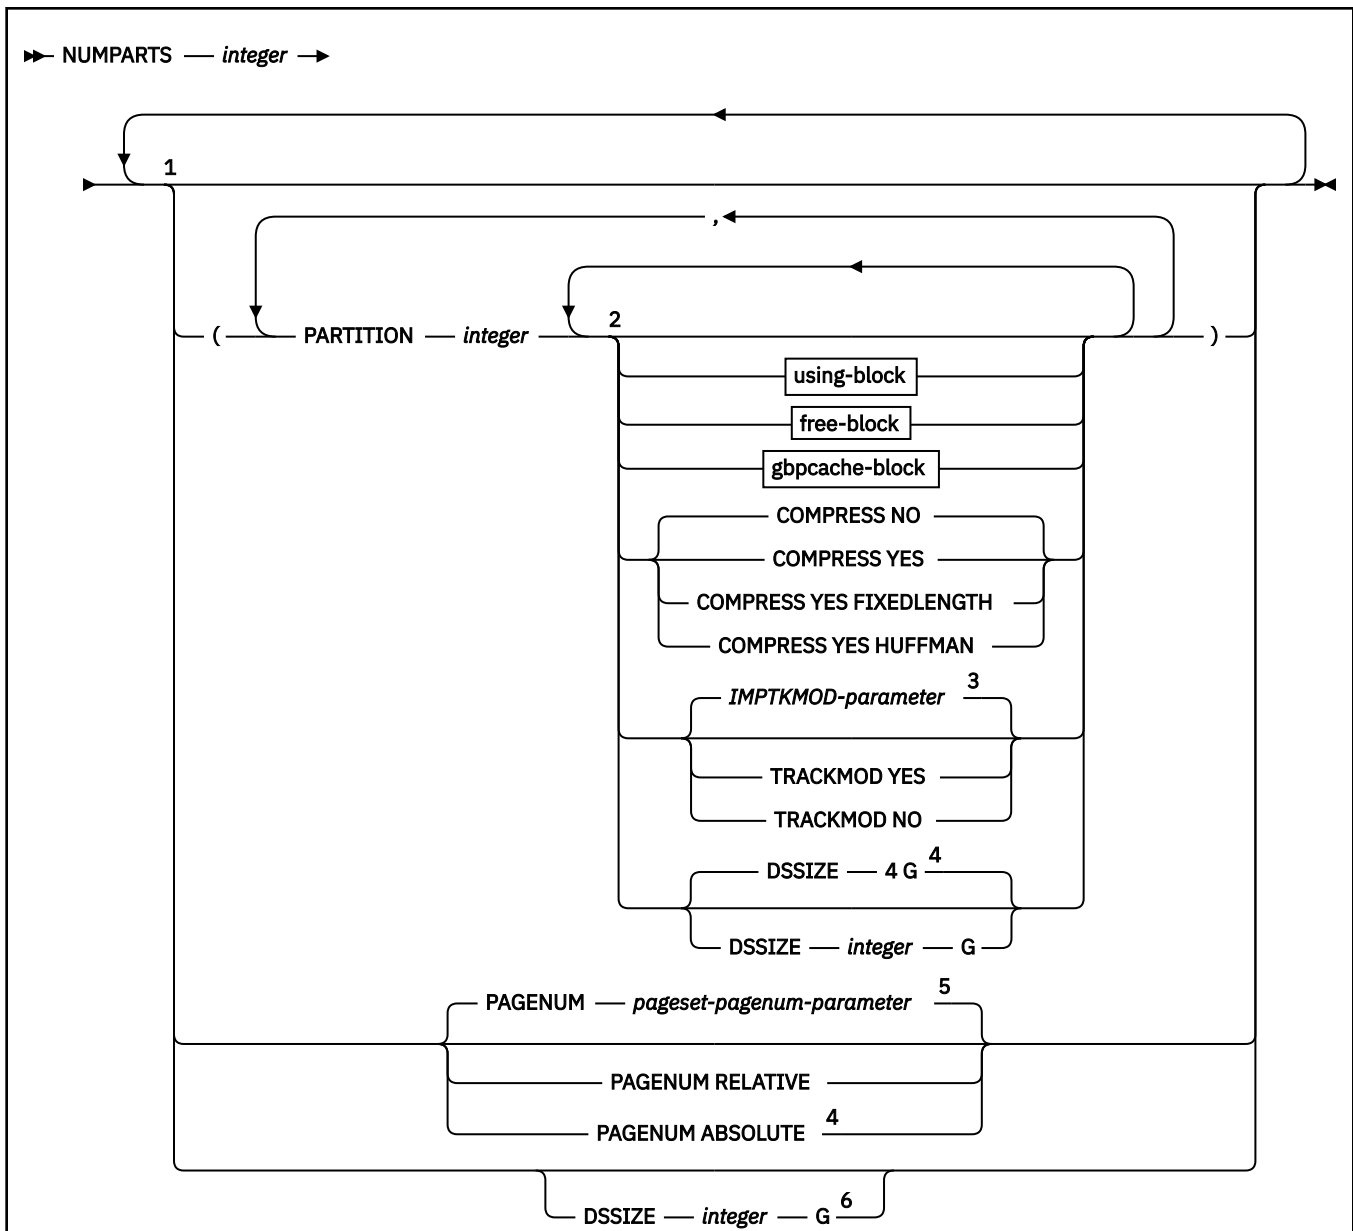 NUMPARTS integer
1
,
( PARTITION integer 2 )
using-block
free-block
gbpcache-block
COMPRESS NO
COMPRESS YES
COMPRESS YES FIXEDLENGTH
COMPRESS YES HUFFMAN
IMPTKMOD-parameter 3
TRACKMOD YES
TRACKMOD NO
DSSIZE 4 G 4
DSSIZE integer G
PAGENUM pageset-pagenum-parameter 5
PAGENUM RELATIVE
PAGENUM ABSOLUTE 4
DSSIZE integer G 6